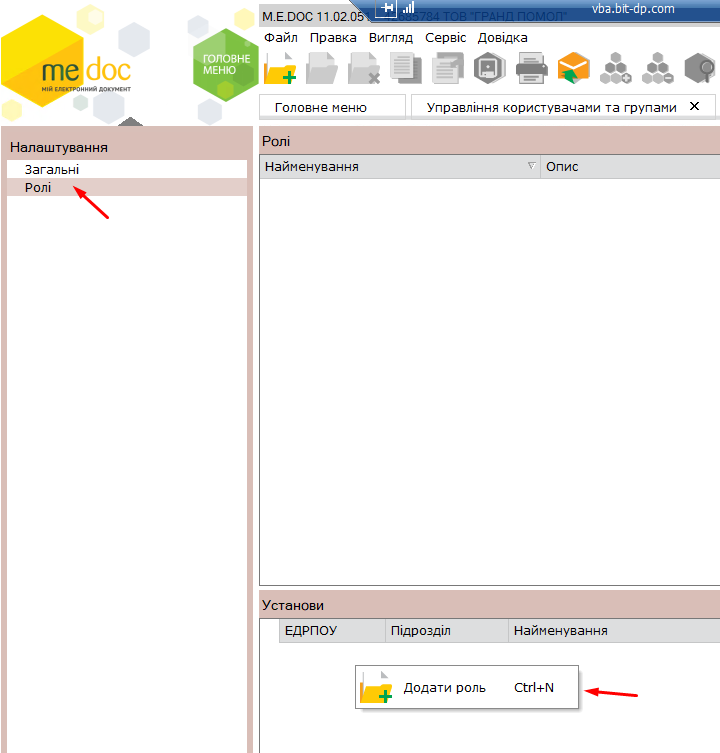 me doc
МІЙ ЕЛЕКТРОННИЙ ДОКУМЕНТ
ГОЛОВНЕ
МЕНЮ
M.E.DOC 11.02.05 85784 ТОВ "ГРАНД ПОМОЛ"
vba.bit-dp.com
Файл Правка Вигляд Сервіс Довідка
Головне меню Управління користувачами та групами
Налаштування
Загальні
Ролі
Ролі
Найменування Опис
Установи
ЕДРПОУ Підрозділ Найменування
Додати роль Ctrl+N